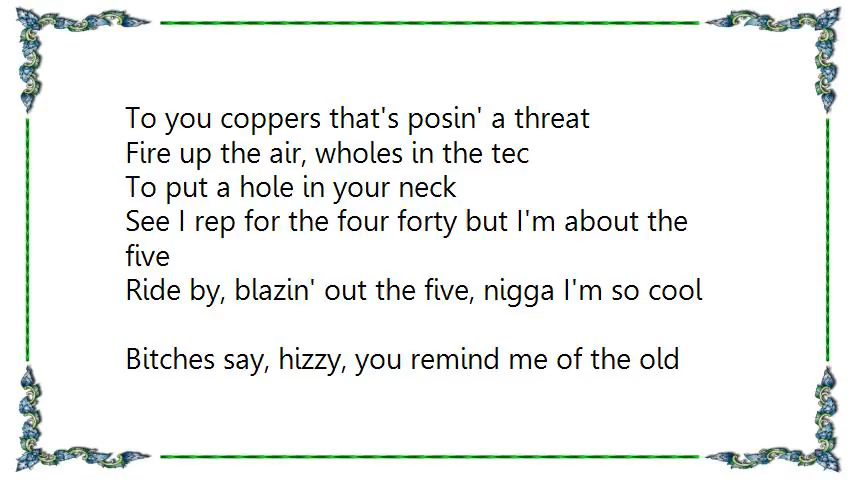 To you coppers that's posin' a threat
Fire up the air, wholes in the tec
To put a hole in your neck
See I rep for the four forty but I'm about the
five
Ride by, blazin' out the five, nigga I'm so cool
Bitches say, hizzy, you remind me of the old